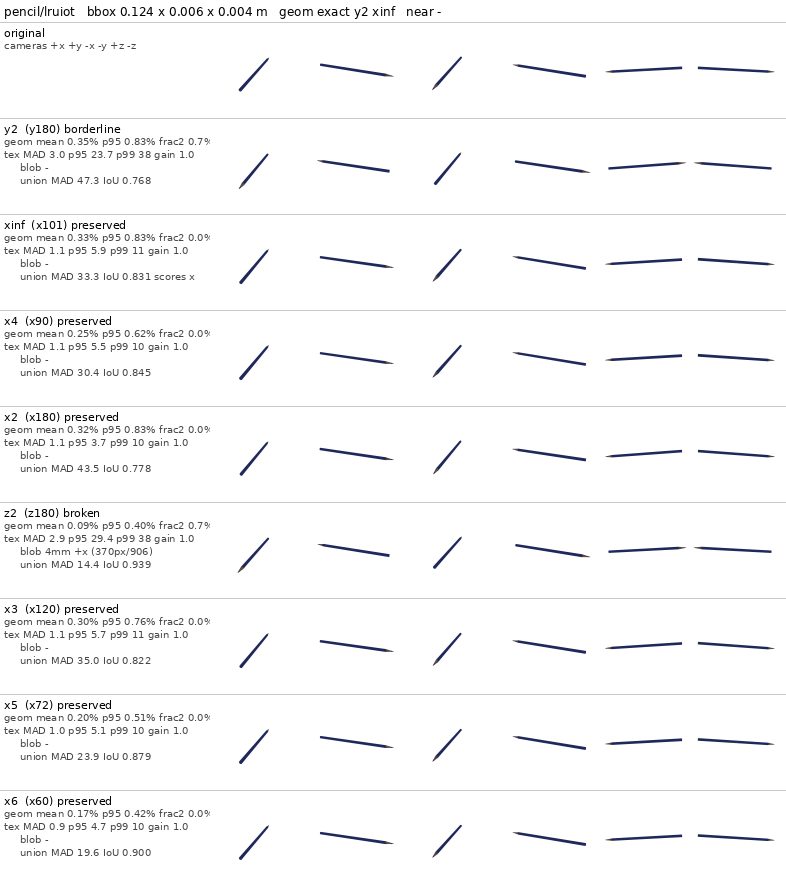 pencil/lruiot   bbox 0.124 x 0.006 x 0.004 m   geom exact y2 xinf   near -
original
cameras +x +y -x -y +z -z
y2  (y180) borderline
geom mean 0.35% p95 0.83% frac2 0.7%
tex MAD 3.0 p95 23.7 p99 38 gain 1.0
blob -
union MAD 47.3 IoU 0.768
xinf  (x101) preserved
geom mean 0.33% p95 0.83% frac2 0.0%
tex MAD 1.1 p95 5.9 p99 11 gain 1.0
blob -
union MAD 33.3 IoU 0.831 scores x
x4  (x90) preserved
geom mean 0.25% p95 0.62% frac2 0.0%
tex MAD 1.1 p95 5.5 p99 10 gain 1.0
blob -
union MAD 30.4 IoU 0.845
x2  (x180) preserved
geom mean 0.32% p95 0.83% frac2 0.0%
tex MAD 1.1 p95 3.7 p99 11 gain 1.0
blob -
union MAD 43.5 IoU 0.778
z2  (z180) broken
geom mean 0.09% p95 0.40% frac2 0.7%
tex MAD 2.9 p95 29.4 p99 38 gain 1.0
blob 4mm +x (370px/906)
union MAD 14.4 IoU 0.939
x3  (x120) preserved
geom mean 0.30% p95 0.76% frac2 0.0%
tex MAD 1.1 p95 5.7 p99 11 gain 1.0
blob -
union MAD 35.0 IoU 0.822
x5  (x72) preserved
geom mean 0.20% p95 0.51% frac2 0.0%
tex MAD 1.0 p95 5.1 p99 10 gain 1.0
blob -
union MAD 23.9 IoU 0.879
x6  (x60) preserved
geom mean 0.17% p95 0.42% frac2 0.0%
tex MAD 0.9 p95 4.7 p99 10 gain 1.0
blob -
union MAD 19.6 IoU 0.900